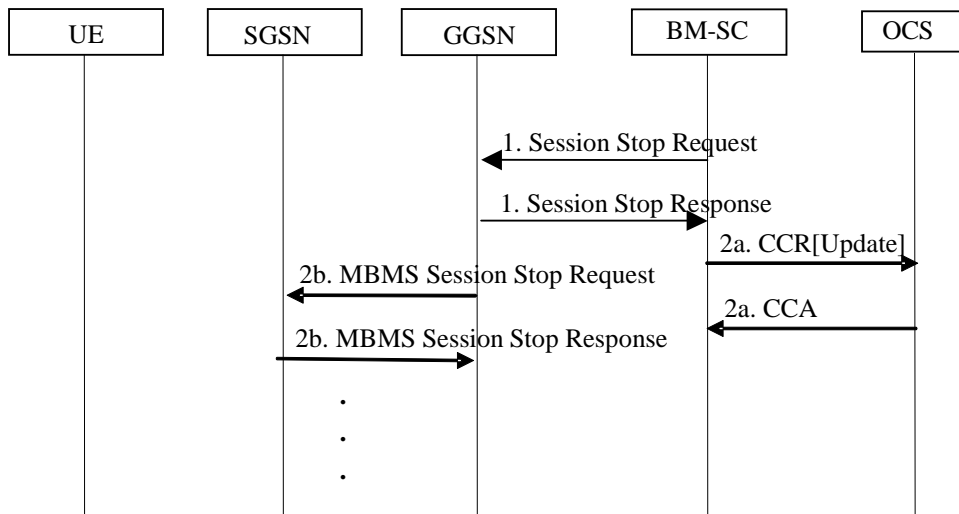 UE
SGSN
GGSN
BM-SC
OCS
1. Session Stop Request
1. Session Stop Response
2a. CCR[Update]
2b. MBMS Session Stop Request
2a. CCA
2b. MBMS Session Stop Response